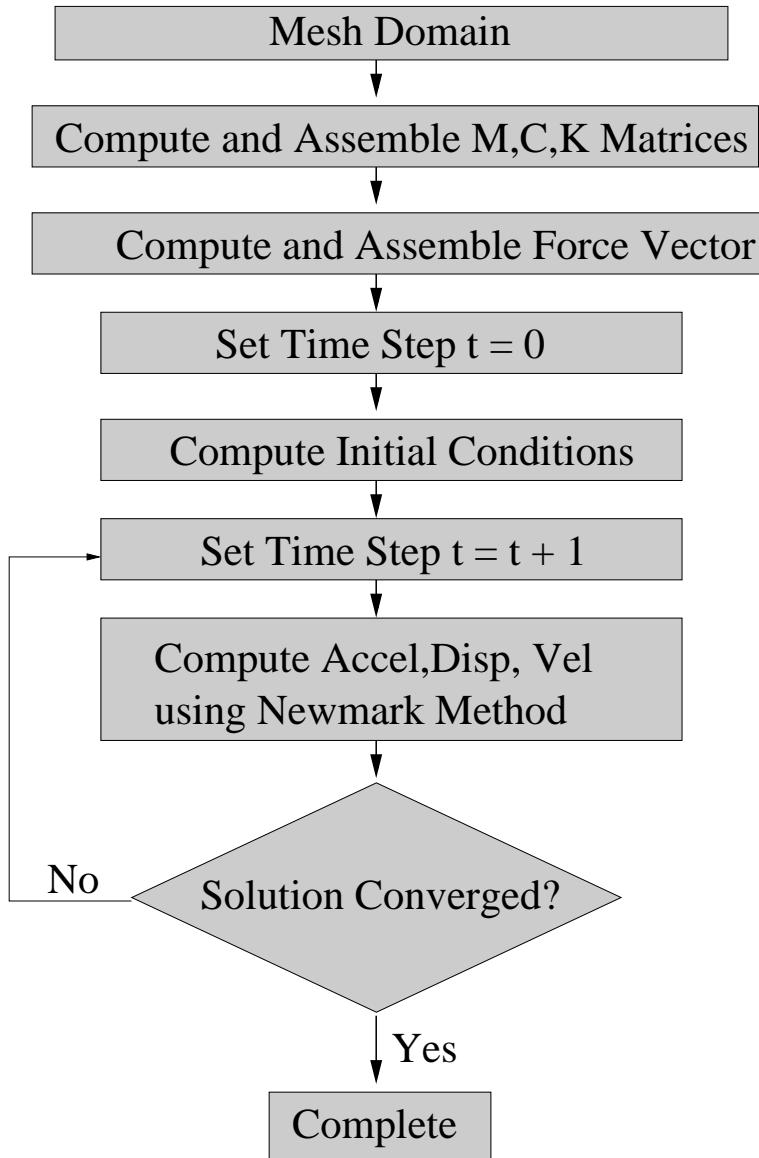 Mesh Domain
Compute and Assemble M,C,K Matrices
Compute and Assemble Force Vector
Set Time Step t = 0
Compute Initial Conditions
Set Time Step t = t + 1
Compute Accel,Disp, Vel
using Newmark Method
No
Solution Converged?
Yes
Complete